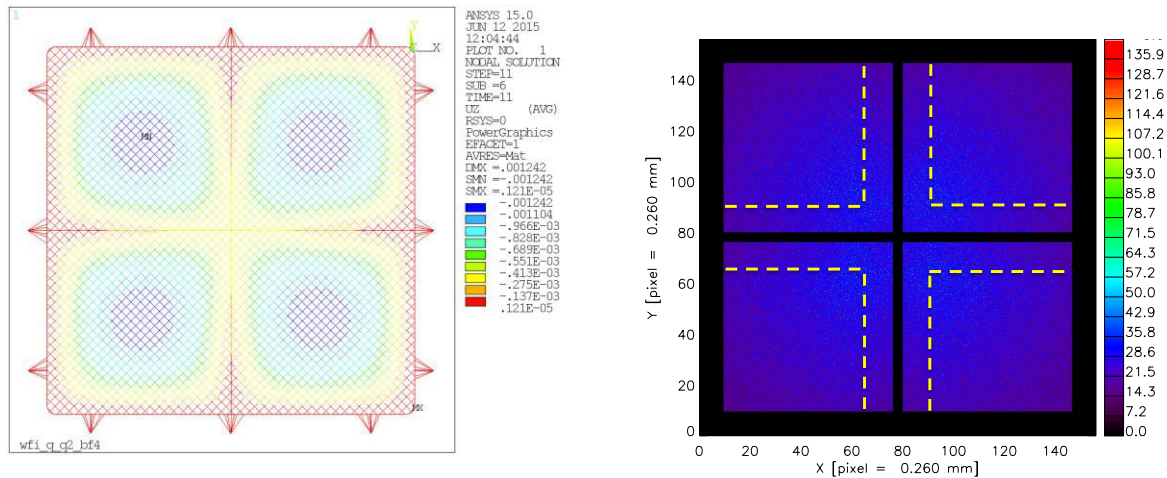 1
Y
X
MN
MX
wfi_q_q2_bf4
ANSYS 15.0
JUN 12 2015
12:04:44
PLOT NO. 1
NODAL SOLUTION
STEP=11
SUB =6
TIME=11
UZ (AVG)
RSYS=0
PowerGraphics
EFACET=1
AVRES=Mat
DMX =.001242
SMN =-.001242
SMX =.121E-05
-.001242
-.001104
-.966E-03
-.828E-03
-.689E-03
-.551E-03
-.413E-03
-.275E-03
-.137E-03
.121E-05
140
120
100
80
60
40
20
0
Y [pixel = 0.260 mm]
0 20 40 60 80 100 120 140
X [pixel = 0.260 mm]
135.9
128.7
121.6
114.4
107.2
100.1
93.0
85.8
78.7
71.5
64.3
57.2
50.0
42.9
35.8
28.6
21.5
14.3
7.2
0.0